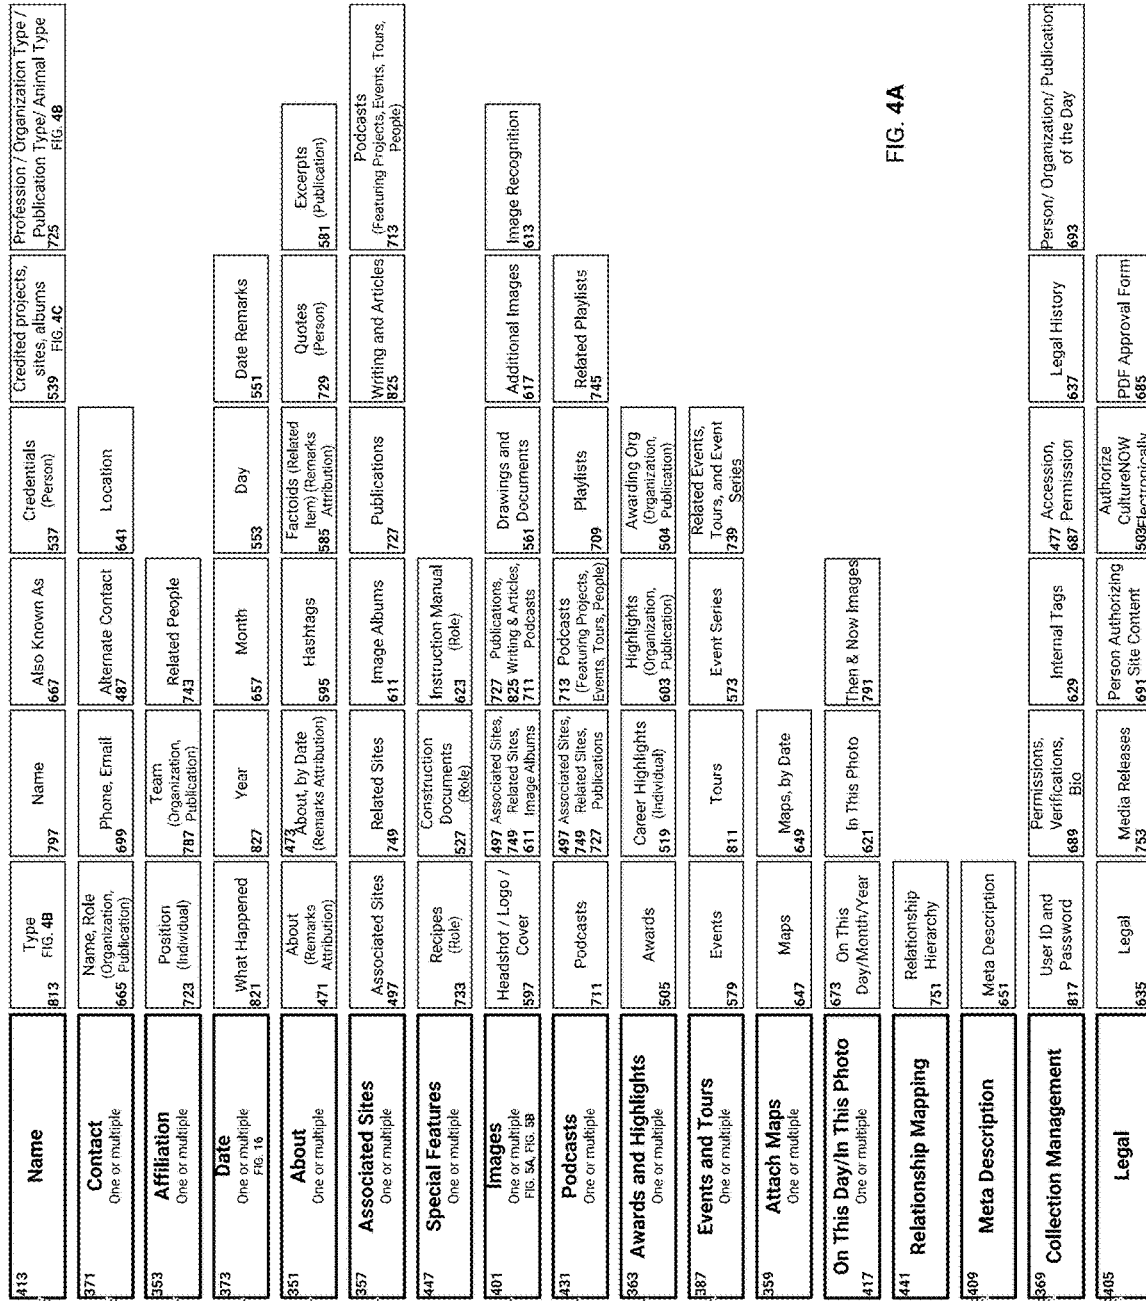 413
Name
813
Type
FIG. 4B
797
Name
667
Also Known As
537
Credentials
(Person)
539
Credited projects,
sites, albums
FIG. 4C
725
Profession / Organization Type /
Publication Type/ Animal Type
FIG. 4B
371
Contact
One or multiple
665
Name, Role
(Organization,
Publication)
699
Phone, Email
487
Alternate Contact
641
Location
353
Affiliation
One or multiple
723
Position
(Individual)
787
Team
(Organization,
Publication)
743
Related People
373
Date
One or multiple
FIG. 16
821
What Happened
827
Year
657
Month
553
Day
551
Date Remarks
351
About
One or multiple
471
About
(Remarks
Attribution)
473
About, by Date
(Remarks Attribution)
595
Hashtags
585
Factoids (Related
Item) (Remarks
Attribution)
729
Quotes
(Person)
581
Excerpts
(Publication)
357
Associated Sites
One or multiple
497
Associated Sites
749
Related Sites
611
Image Albums
727
Publications
825
Writing and Articles
713
Podcasts
(Featuring Projects, Events, Tours,
People)
447
Special Features
One or multiple
733
Recipes
(Role)
527
Construction
Documents
(Role)
623
Instruction Manual
(Role)
401
Images
One or multiple
FIG. 5A, FIG. 5B
597
Headshot / Logo /
Cover
497 Associated Sites,
749 Related Sites,
611 Image Albums
727 Publications,
825 Writing & Articles,
711 Podcasts
561
Drawings and
Documents
617
Additional Images
613
Image Recognition
431
Podcasts
One or multiple
711
Podcasts
497 Associated Sites,
749 Related Sites,
727 Publications
713 Podcasts
(Featuring Projects,
Events, Tours, People)
709
Playlists
745
Related Playlists
363
Awards and Highlights
One or multiple
505
Awards
519
Career Highlights
(Individual)
603
Highlights
(Organization,
Publication)
504
Awarding Org
(Organization,
Publication)
387
Events and Tours
One or multiple
579
Events
811
Tours
573
Event Series
739
Related Events,
Tours, and Event
Series
359
Attach Maps
One or multiple
647
Maps
649
Maps, by Date
417
On This Day/In This Photo
One or multiple
673
On This
Day/Month/Year
621
In This Photo
791
Then & Now Images
441
Relationship Mapping
751
Relationship
Hierarchy
409
Meta Description
651
Meta Description
369
Collection Management
One or multiple
817
User ID and
Password
689
Permissions,
Verifications,
Bio
629
Internal Tags
477 Accession,
687 Permission
637
Legal History
693
Person/ Organization/ Publication
of the Day
405
Legal
635
Legal
753
Media Releases
691
Person Authorizing
Site Content
503
Authorize
CultureNOW
Electronically
685
PDF Approval Form
FIG. 4A